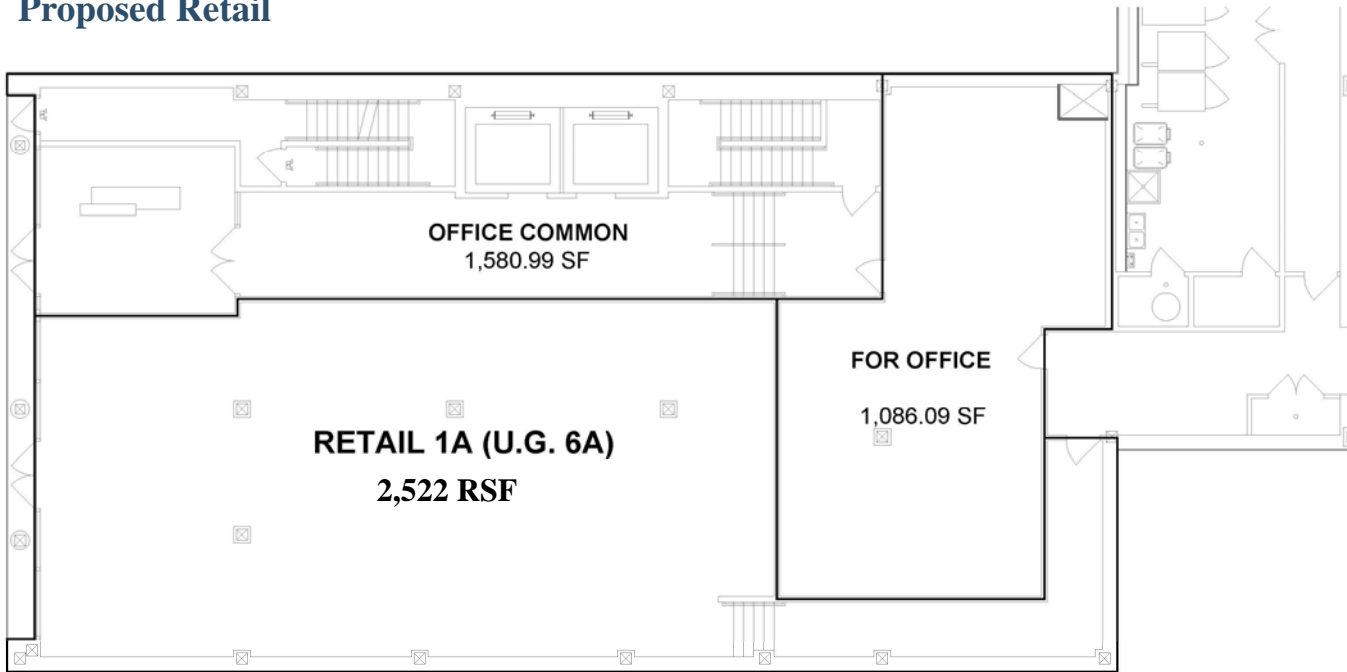 Proposed Retail
OFFICE COMMON
1,580.99 SF
FOR OFFICE
1,086.09 SF
RETAIL 1A (U.G. 6A)
2,522 RSF